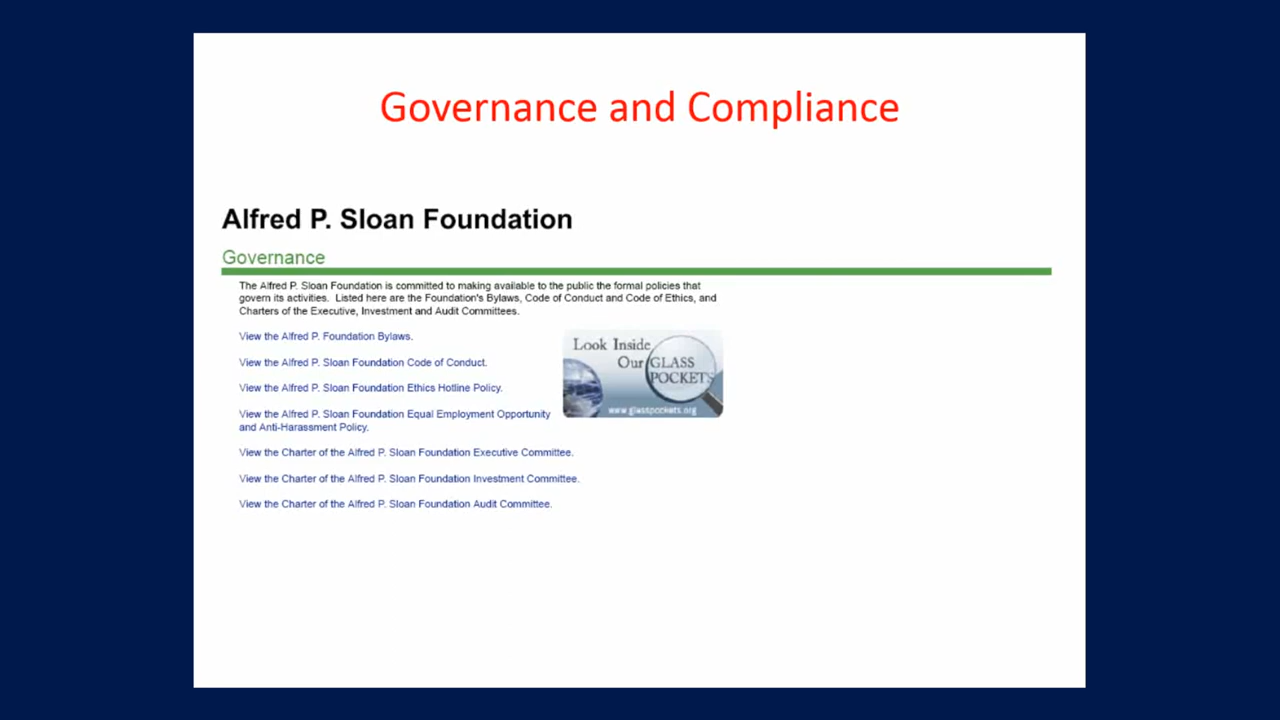 Governance and Compliance
Alfred P. Sloan Foundation
Governance
The Alfred P. Sloan Foundation is committed to making available to the public the formal policies that
govern its activities. Listed here are the Foundation's Bylaws, Code of Conduct and Code of Ethics, and
Charters of the Executive, Investment and Audit Committees.
View the Alfred P. Foundation Bylaws.
View the Alfred P. Sloan Foundation Code of Conduct.
View the Alfred P. Sloan Foundation Ethics Hotline Policy.
View the Alfred P. Sloan Foundation Equal Employment Opportunity
and Anti-Harassment Policy.
View the Charter of the Alfred P. Sloan Foundation Executive Committee.
View the Charter of the Alfred P. Sloan Foundation Investment Committee.
View the Charter of the Alfred P. Sloan Foundation Audit Committee.
Look Inside
Our GLASS
POCKETS
www.glasspockets.org